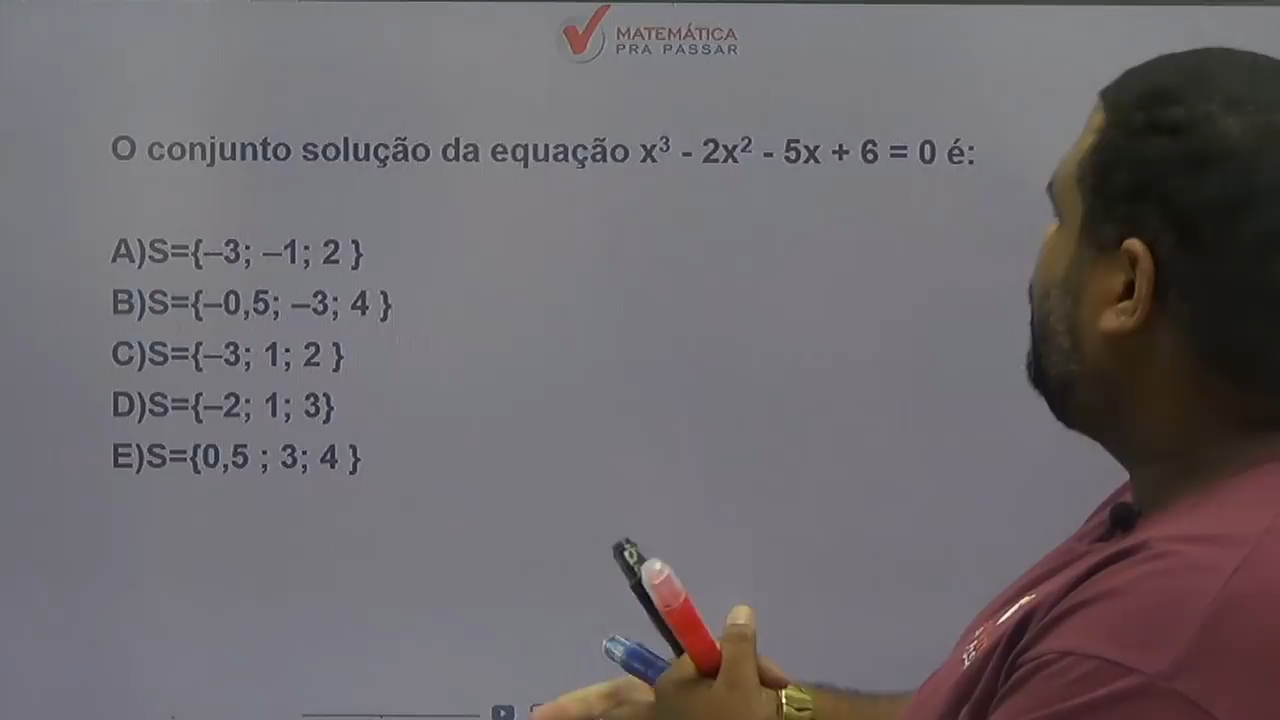 MATEMÁTICA
PRA PASSAR
O conjunto solução da equação x³ - 2x² - 5x + 6 = 0 é:
A)S={–3; –1; 2 }
B)S={–0,5; –3; 4 }
C)S={–3; 1; 2 }
D)S={–2; 1; 3}
E)S={0,5 ; 3; 4 }